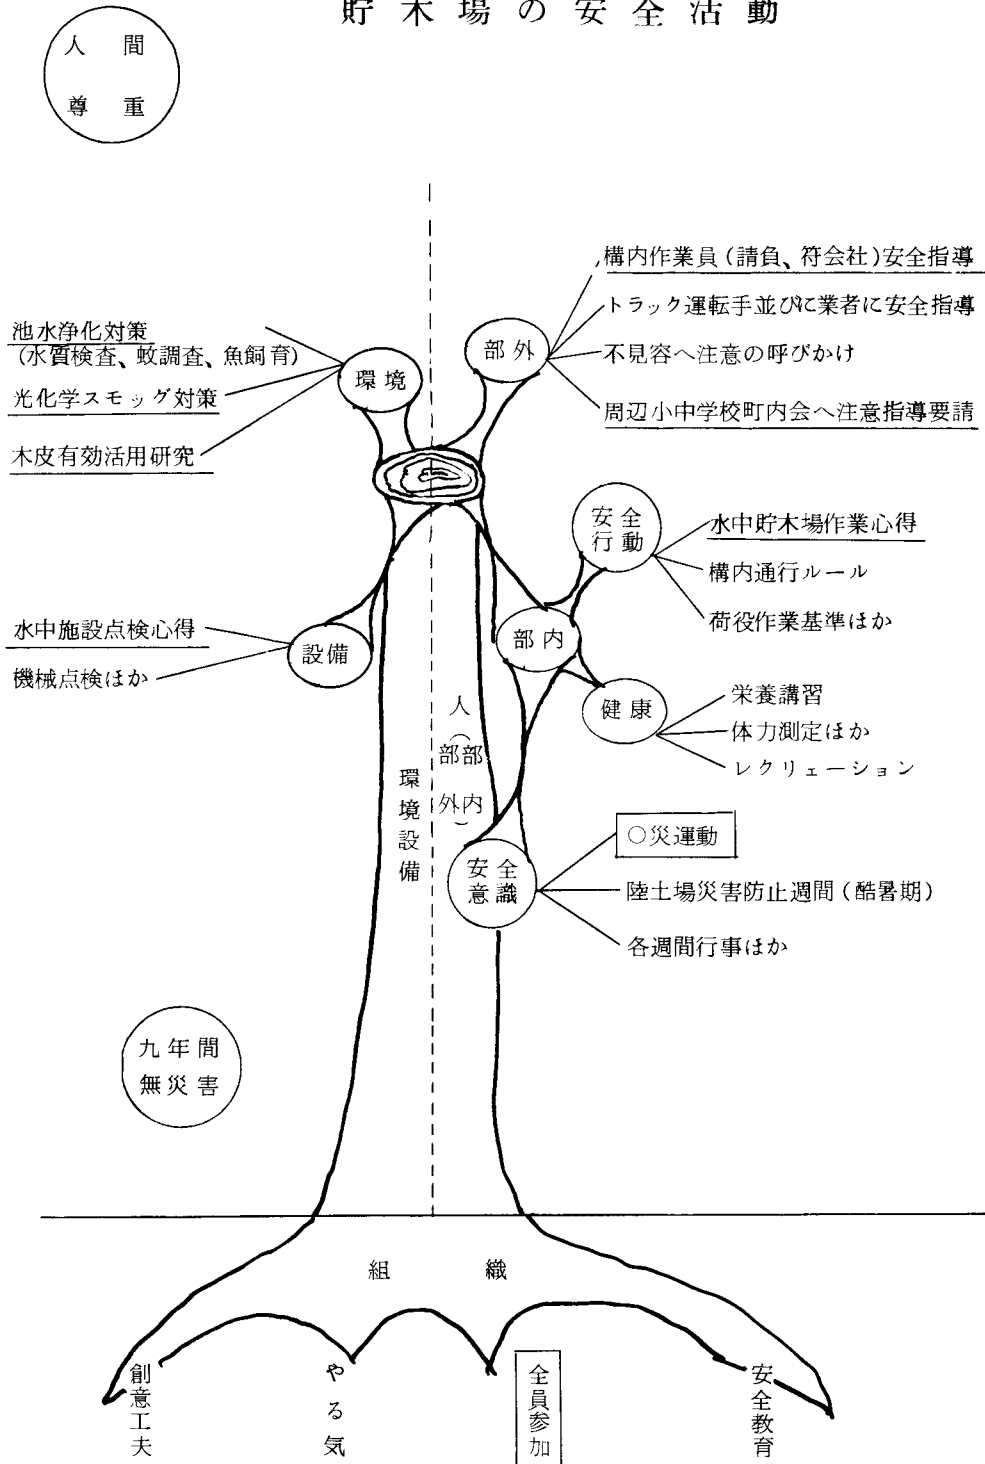 貯木場の安全活動
人間
尊重
構内作業員(請負、符会社)安全指導
トラック運転手並びに業者に安全指導
不見容へ注意の呼びかけ
周辺小中学校町内会へ注意指導要請
部外
池水浄化対策
(水質検査、蚊調査、魚飼育)
光化学スモッグ対策
木皮有効活用研究
環境
安全
行動
水中貯木場作業心得
構内通行ルール
荷役作業基準ほか
部内
水中施設点検心得
機械点検ほか
設備
健康
栄養講習
体力測定ほか
レクリェーション
人(部内部外)
環境設備
○災運動
陸土場災害防止週間(酷暑期)
各週間行事ほか
安全
意識
九年間
無災害
組織
創意工夫
やる気
全員参加
安全教育